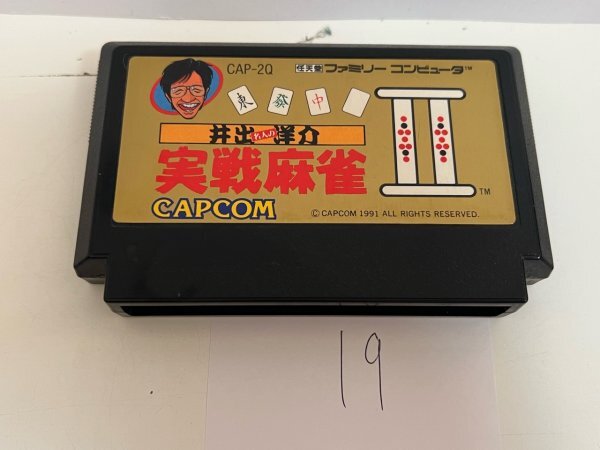 CAP-2Q
任天堂 ファミリーコンピュータ™
東 發 中
井出名人の洋介
実戦麻雀 II ™
CAPCOM
© CAPCOM 1991 ALL RIGHTS RESERVED.
19